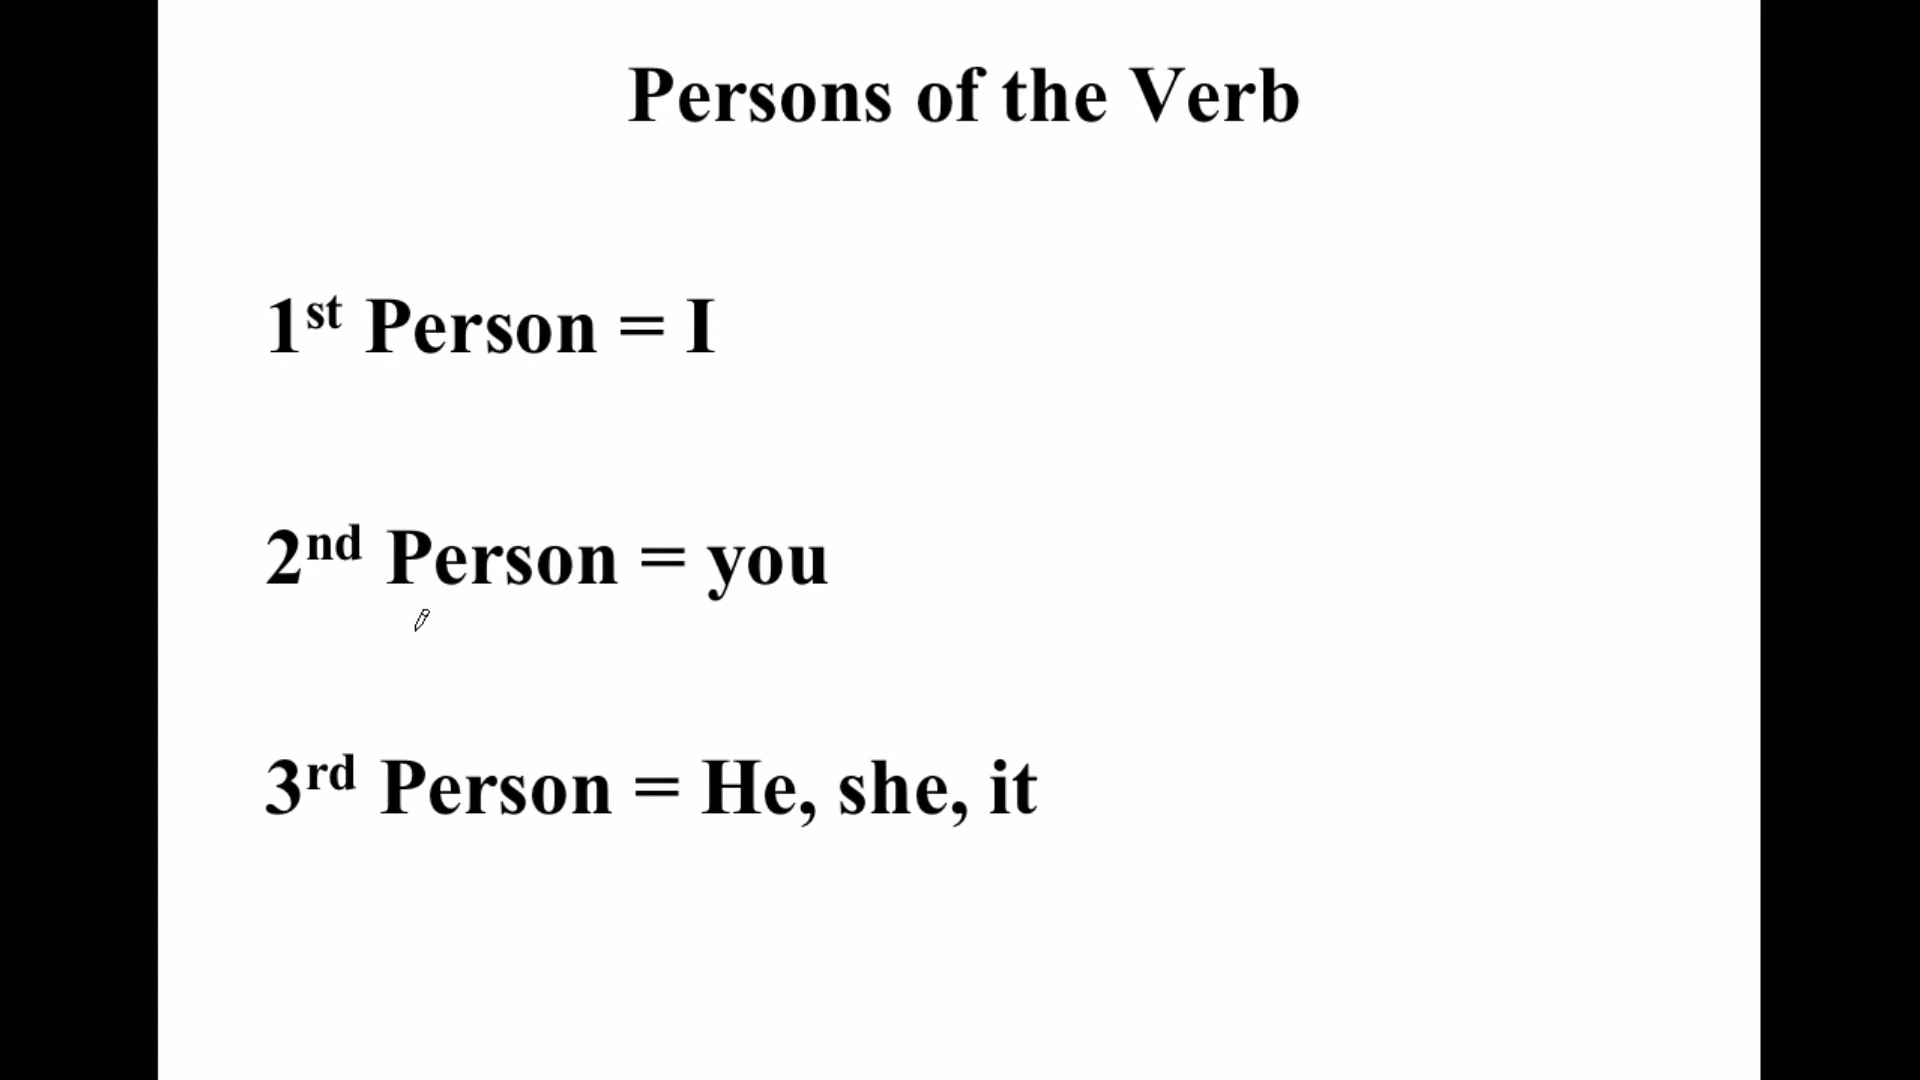 Persons of the Verb
1st Person = I
2nd Person = you
3rd Person = He, she, it